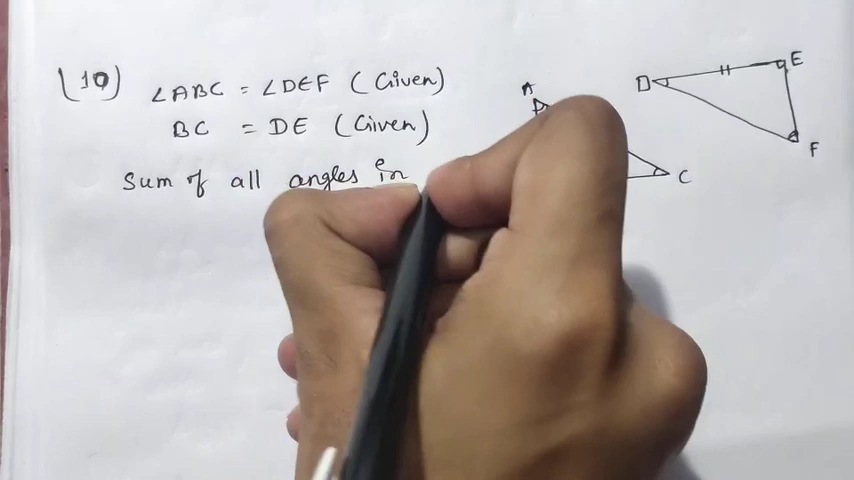 (10) ∠ABC = ∠DEF (Given)
BC = DE (Given)
Sum of all angles in
A
C
D
E
F